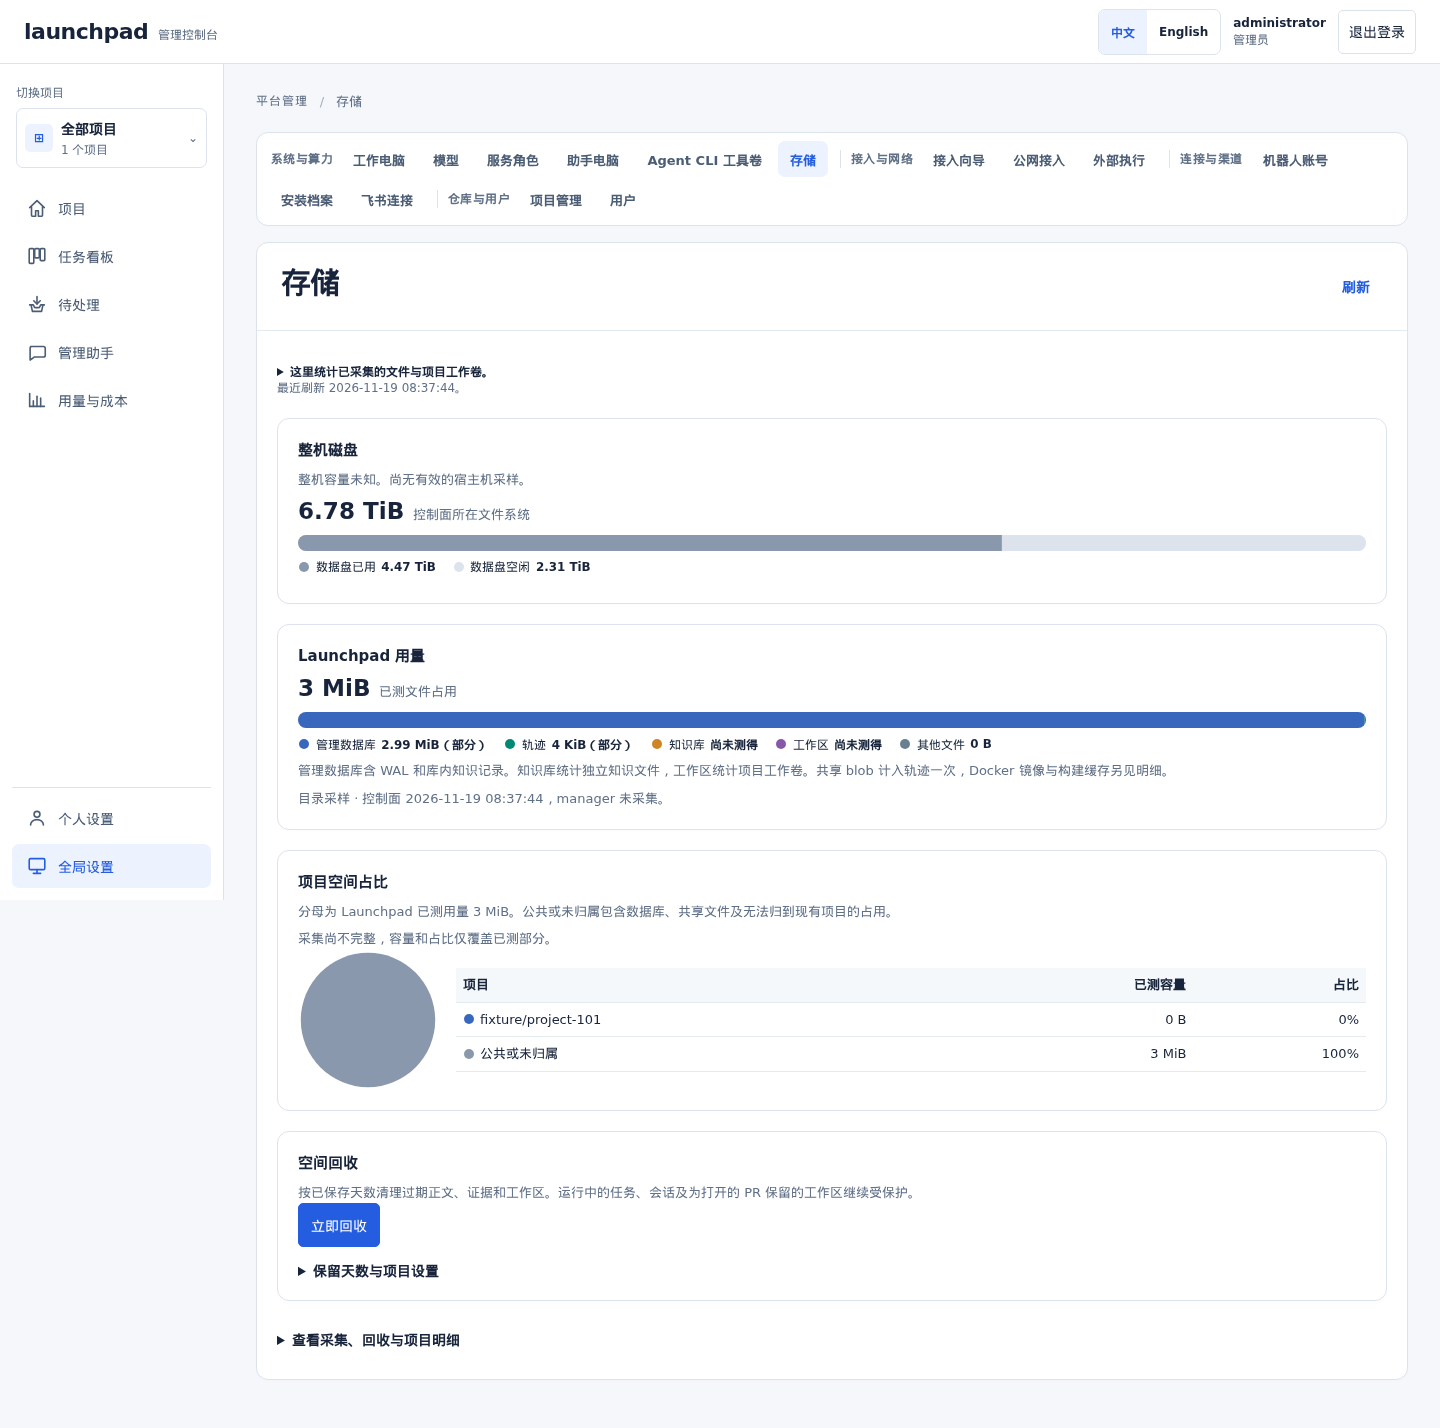 launchpad 管理控制台
中文 English administrator 管理员 退出登录
切换项目
全部项目
1 个项目
项目
任务看板
待处理
管理助手
用量与成本
个人设置
全局设置
平台管理 / 存储
系统与算力 工作电脑 模型 服务角色 助手电脑 Agent CLI 工具卷 存储 接入与网络 接入向导 公网接入 外部执行 连接与渠道 机器人账号
安装档案 飞书连接 仓库与用户 项目管理 用户
存储 刷新
这里统计已采集的文件与项目工作卷。
最近刷新 2026-11-19 08:37:44。
整机磁盘
整机容量未知。尚无有效的宿主机采样。
6.78 TiB 控制面所在文件系统
数据盘已用 4.47 TiB 数据盘空闲 2.31 TiB
Launchpad 用量
3 MiB 已测文件占用
管理数据库 2.99 MiB（部分） 轨迹 4 KiB（部分） 知识库 尚未测得 工作区 尚未测得 其他文件 0 B
管理数据库含 WAL 和库内知识记录。知识库统计独立知识文件，工作区统计项目工作卷。共享 blob 计入轨迹一次，Docker 镜像与构建缓存另见明细。
目录采样 · 控制面 2026-11-19 08:37:44，manager 未采集。
项目空间占比
分母为 Launchpad 已测用量 3 MiB。公共或未归属包含数据库、共享文件及无法归到现有项目的占用。
采集尚不完整，容量和占比仅覆盖已测部分。
项目 已测容量 占比
fixture/project-101 0 B 0%
公共或未归属 3 MiB 100%
空间回收
按已保存天数清理过期正文、证据和工作区。运行中的任务、会话及为打开的 PR 保留的工作区继续受保护。
立即回收
保留天数与项目设置
查看采集、回收与项目明细